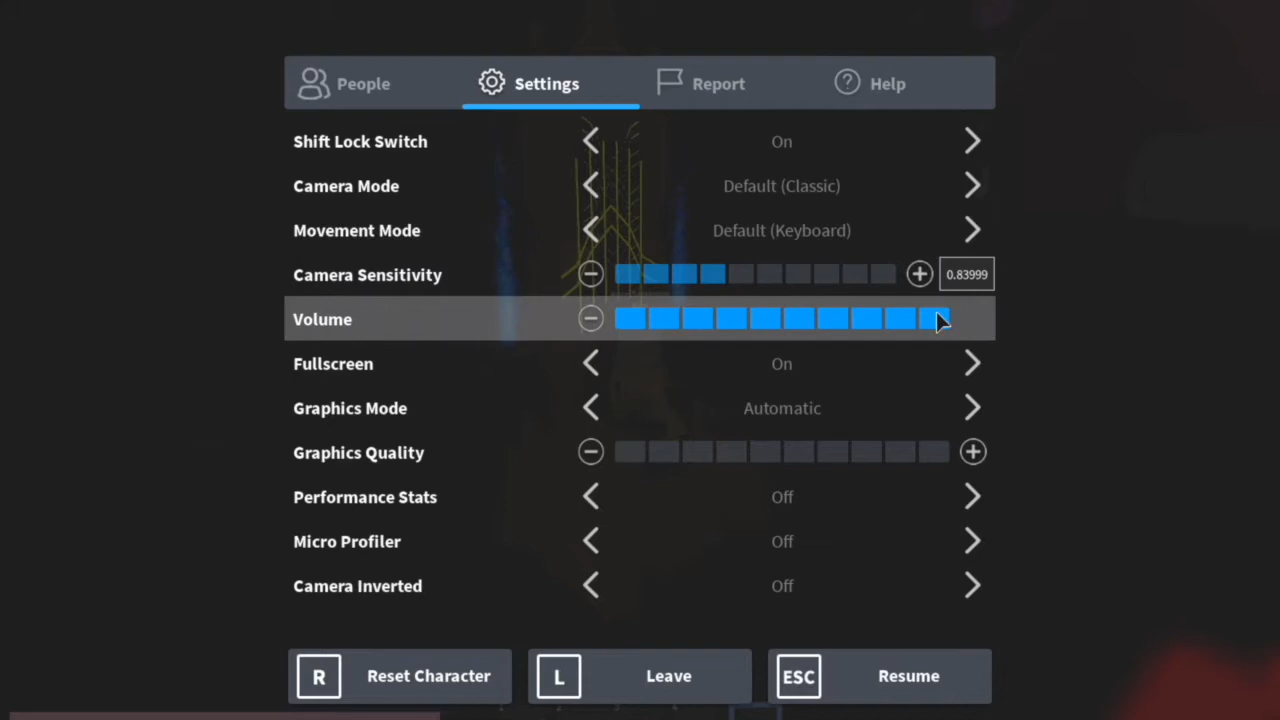 People Settings Report Help
Shift Lock Switch On
Camera Mode Default (Classic)
Movement Mode Default (Keyboard)
Camera Sensitivity 0.83999
Volume
Fullscreen On
Graphics Mode Automatic
Graphics Quality
Performance Stats Off
Micro Profiler Off
Camera Inverted Off
R Reset Character L Leave ESC Resume